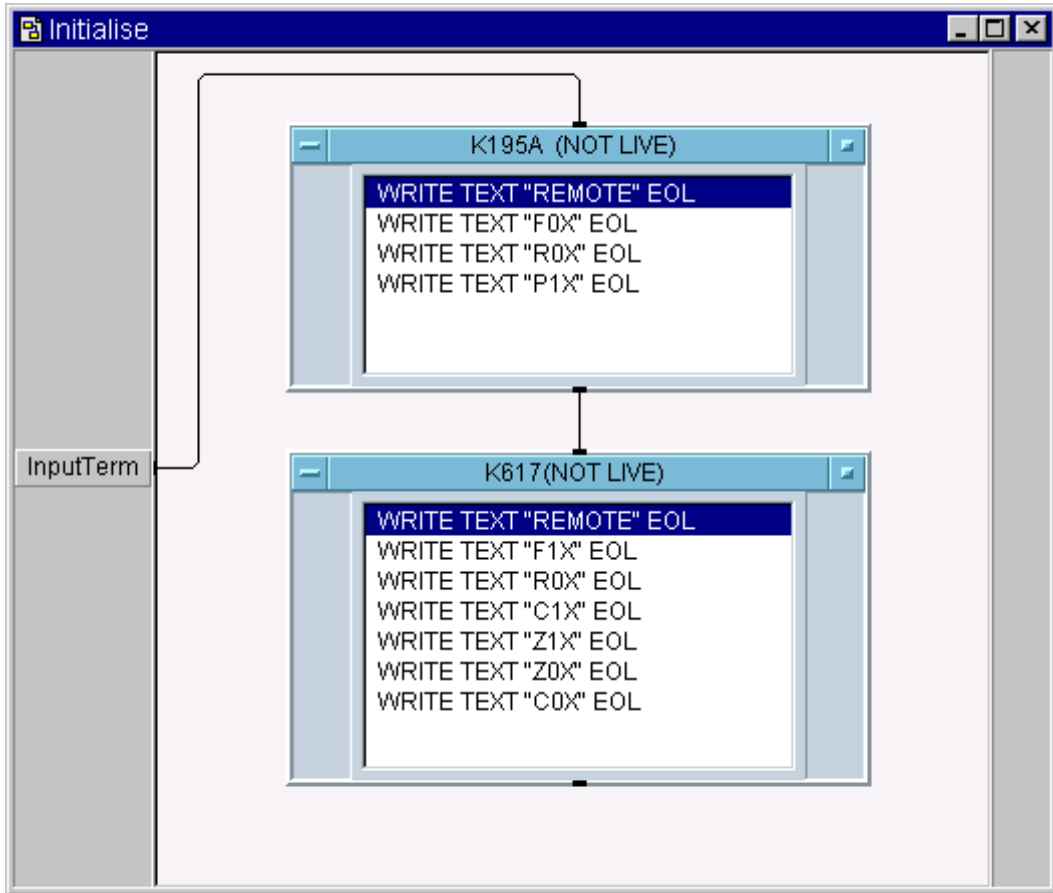 Initialise
K195A (NOT LIVE)
WRITE TEXT "REMOTE" EOL
WRITE TEXT "F0X" EOL
WRITE TEXT "R0X" EOL
WRITE TEXT "P1X" EOL
InputTerm
K617(NOT LIVE)
WRITE TEXT "REMOTE" EOL
WRITE TEXT "F1X" EOL
WRITE TEXT "R0X" EOL
WRITE TEXT "C1X" EOL
WRITE TEXT "Z1X" EOL
WRITE TEXT "Z0X" EOL
WRITE TEXT "C0X" EOL